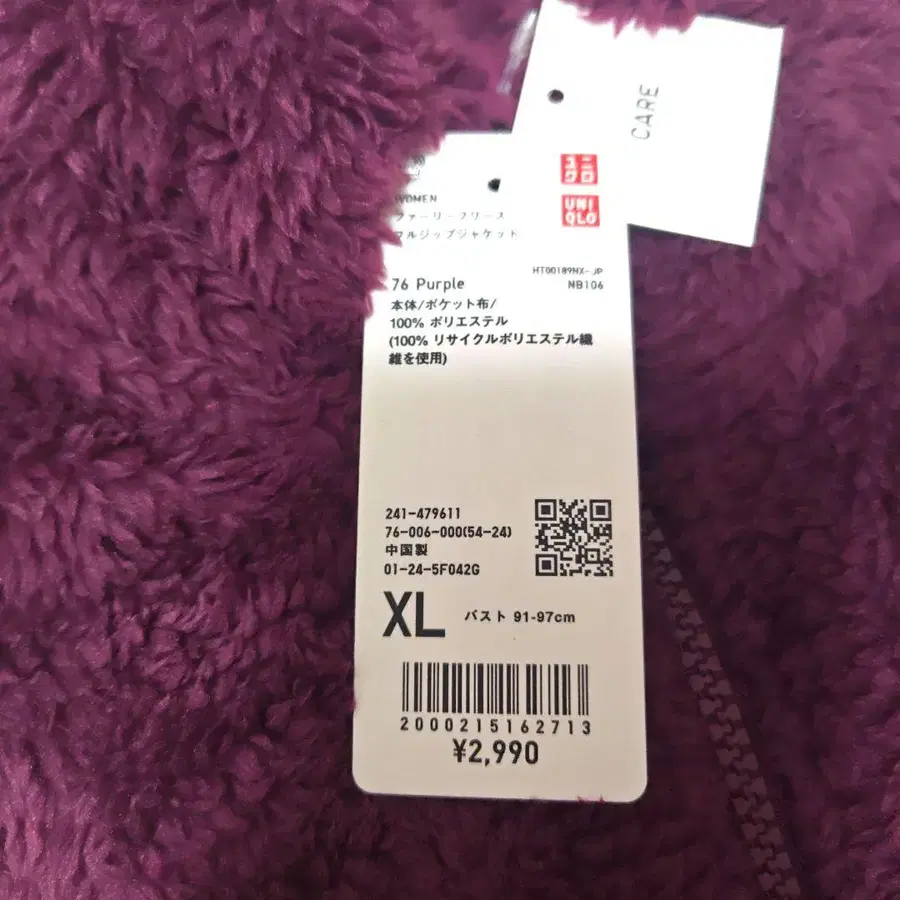 CARE
ユニ
クロ
UNI
QLO
WOMEN
ファーリーフリース
フルジップジャケット
HT00189NX-JP
76 Purple
NB106
本体/ポケット布/
100% ポリエステル
(100% リサイクルポリエステル繊
維を使用)
241-479611
76-006-000(54-24)
中国製
01-24-5F042G
XL バスト 91-97cm
2000215162713
¥2,990